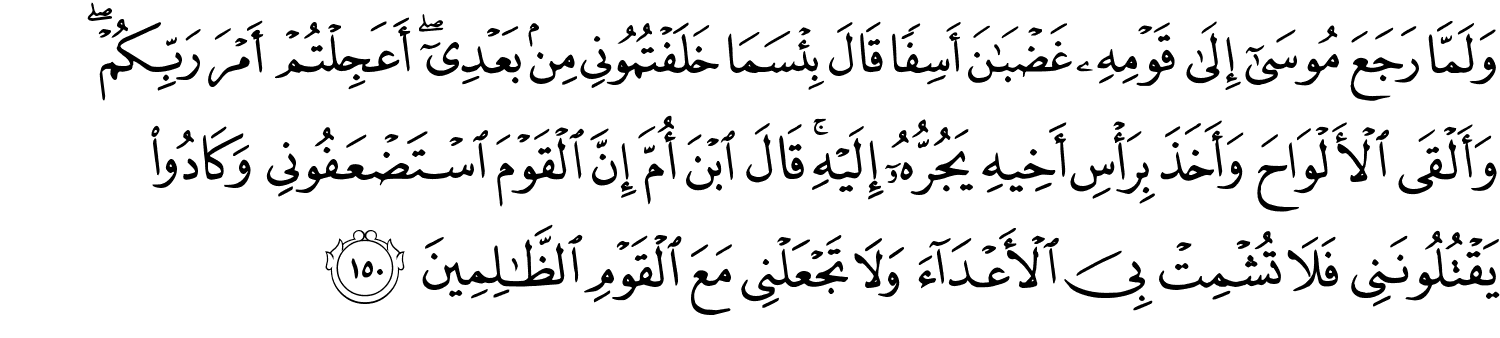 وَلَمَّا رَجَعَ مُوسَىٰٓ إِلَىٰ قَوْمِهِۦ غَضْبَـٰنَ أَسِفًا قَالَ بِئْسَمَا خَلَفْتُمُونِى مِنۢ بَعْدِىٓ ۖ أَعَجِلْتُمْ أَمْرَ رَبِّكُمْ ۖ
وَأَلْقَى ٱلْأَلْوَاحَ وَأَخَذَ بِرَأْسِ أَخِيهِ يَجُرُّهُۥٓ إِلَيْهِ ۚ قَالَ ٱبْنَ أُمَّ إِنَّ ٱلْقَوْمَ ٱسْتَضْعَفُونِى وَكَادُوا۟
يَقْتُلُونَنِى فَلَا تُشْمِتْ بِىَ ٱلْأَعْدَآءَ وَلَا تَجْعَلْنِى مَعَ ٱلْقَوْمِ ٱلظَّـٰلِمِينَ ١٥٠